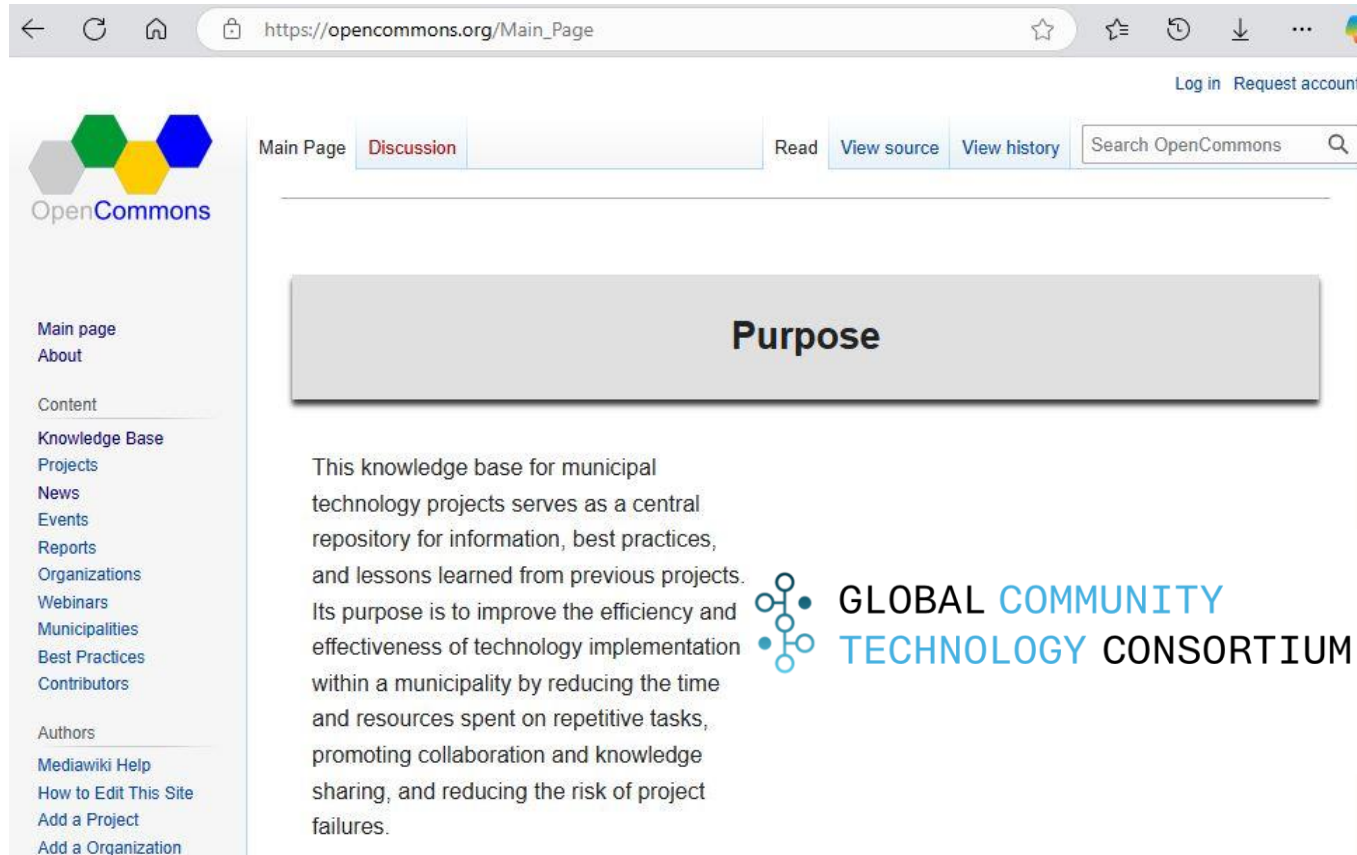 https://opencommons.org/Main_Page
Log in Request account
OpenCommons
Main Page Discussion Read View source View history Search OpenCommons
Purpose
Main page
About
Content
Knowledge Base
Projects
News
Events
Reports
Organizations
Webinars
Municipalities
Best Practices
Contributors
Authors
Mediawiki Help
How to Edit This Site
Add a Project
Add a Organization
This knowledge base for municipal
technology projects serves as a central
repository for information, best practices,
and lessons learned from previous projects.
Its purpose is to improve the efficiency and
effectiveness of technology implementation
within a municipality by reducing the time
and resources spent on repetitive tasks,
promoting collaboration and knowledge
sharing, and reducing the risk of project
failures.
GLOBAL COMMUNITY
TECHNOLOGY CONSORTIUM